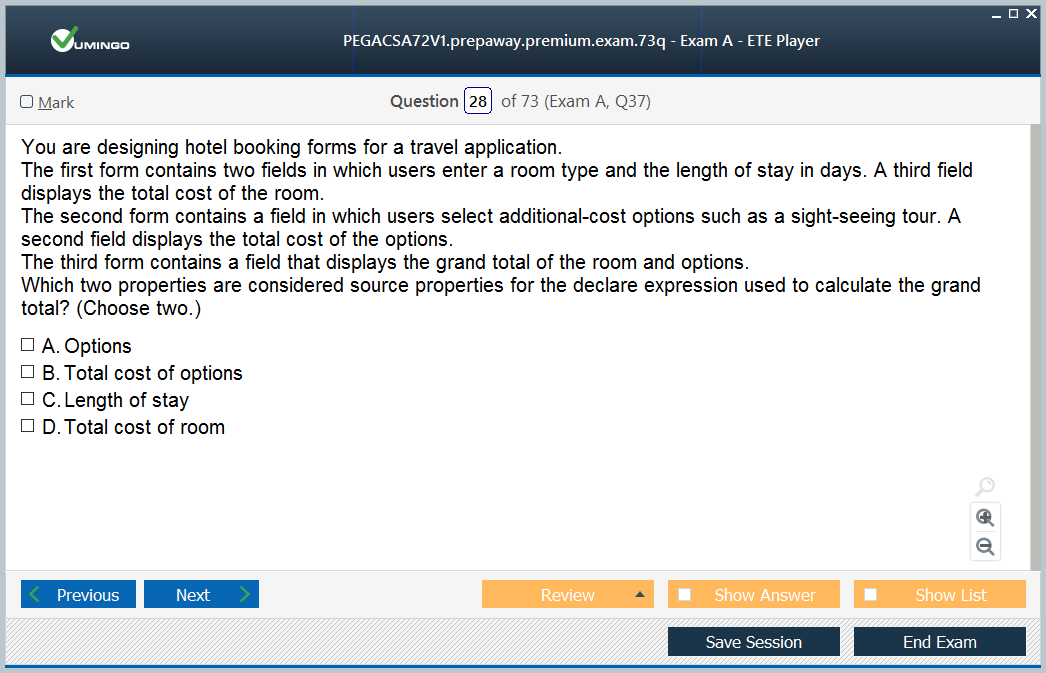 VUMINGO
PEGACSA72V1.prepaway.premium.exam.73q - Exam A - ETE Player
Mark
Question 28 of 73 (Exam A, Q37)
You are designing hotel booking forms for a travel application.
The first form contains two fields in which users enter a room type and the length of stay in days. A third field
displays the total cost of the room.
The second form contains a field in which users select additional-cost options such as a sight-seeing tour. A
second field displays the total cost of the options.
The third form contains a field that displays the grand total of the room and options.
Which two properties are considered source properties for the declare expression used to calculate the grand
total? (Choose two.)
A. Options
B. Total cost of options
C. Length of stay
D. Total cost of room
Previous
Next
Review
Show Answer
Show List
Save Session
End Exam